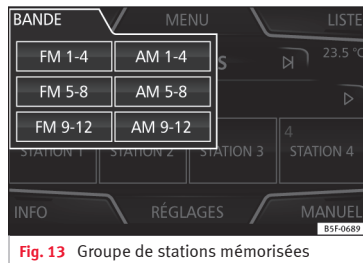 BANDE MENU LISTE
FM 1-4 AM 1-4 S 23.5 °C
FM 5-8 AM 5-8
FM 9-12 AM 9-12
4
STATION 1 STATION 2 STATION 3 STATION 4
INFO RÉGLAGES MANUEL
B5F-0689
Fig. 13 Groupe de stations mémorisées